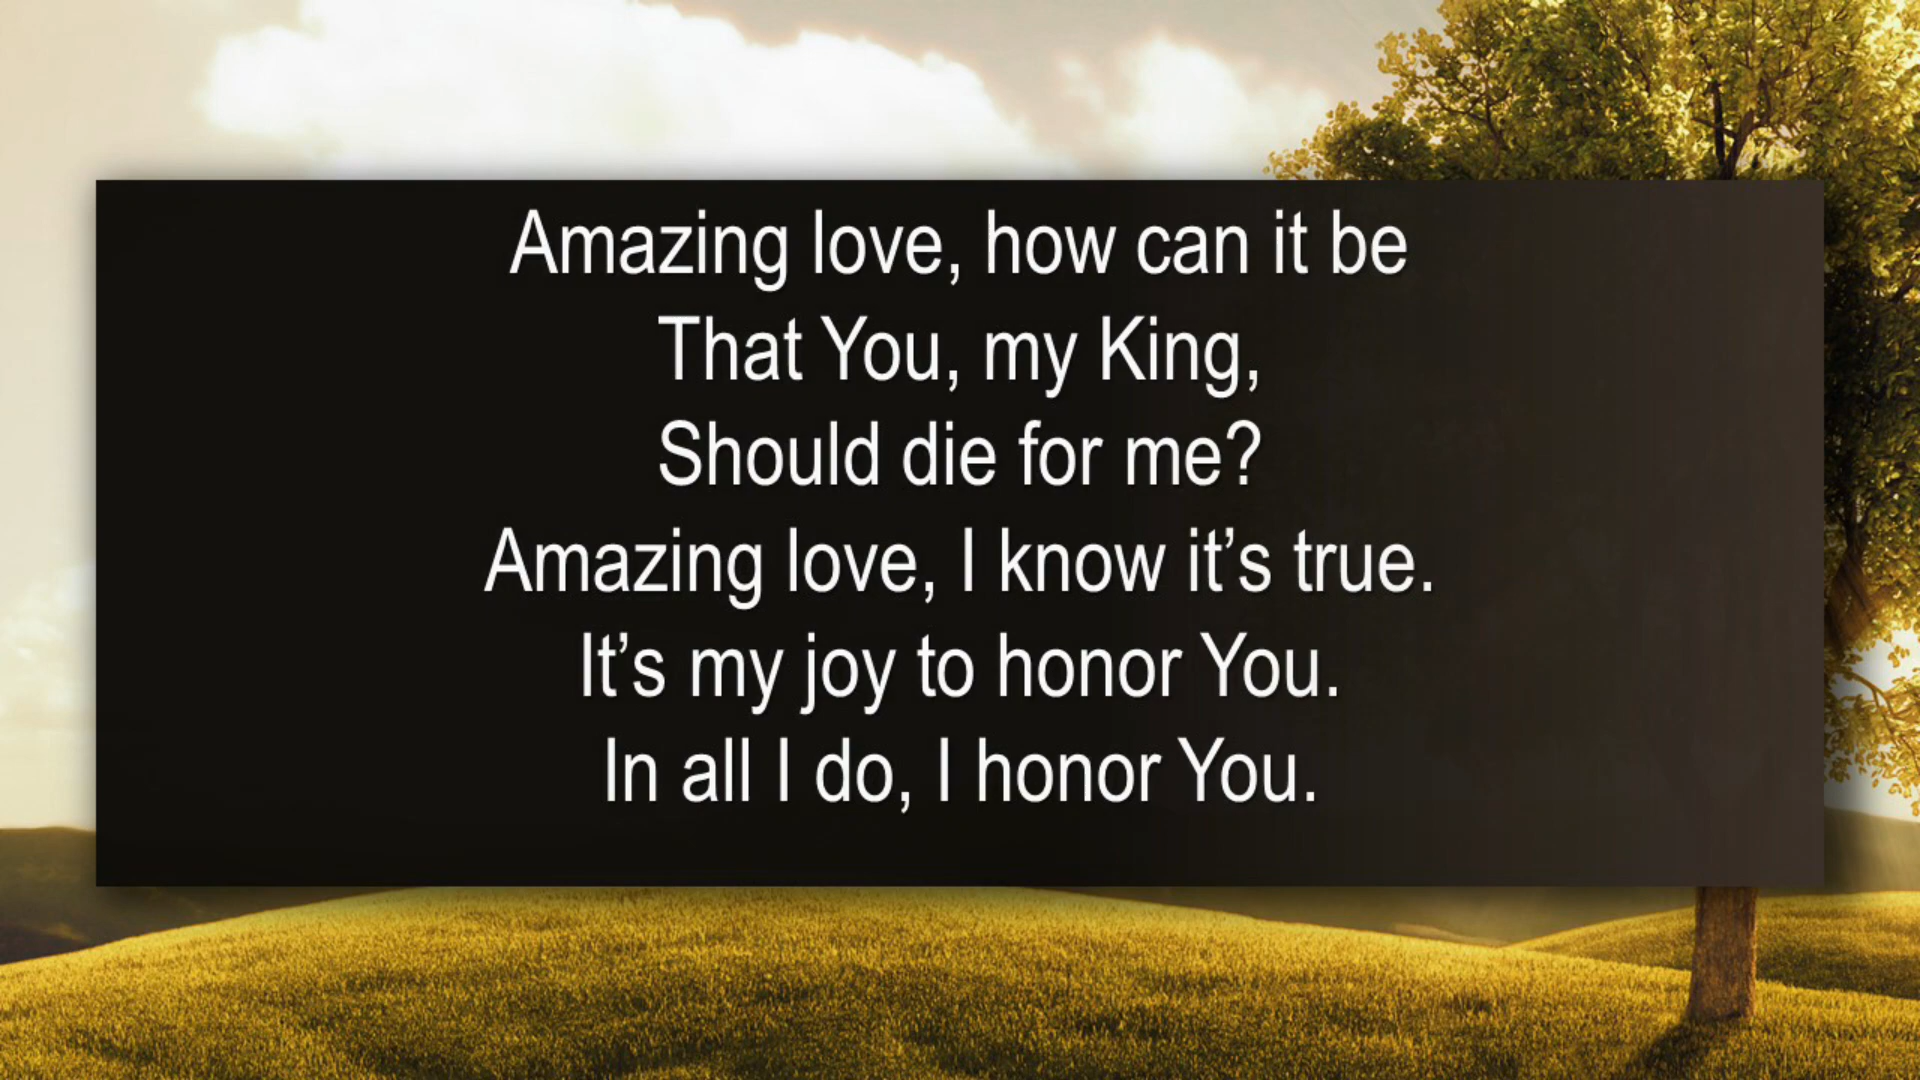 Amazing love, how can it be
That You, my King,
Should die for me?
Amazing love, I know it’s true.
It’s my joy to honor You.
In all I do, I honor You.